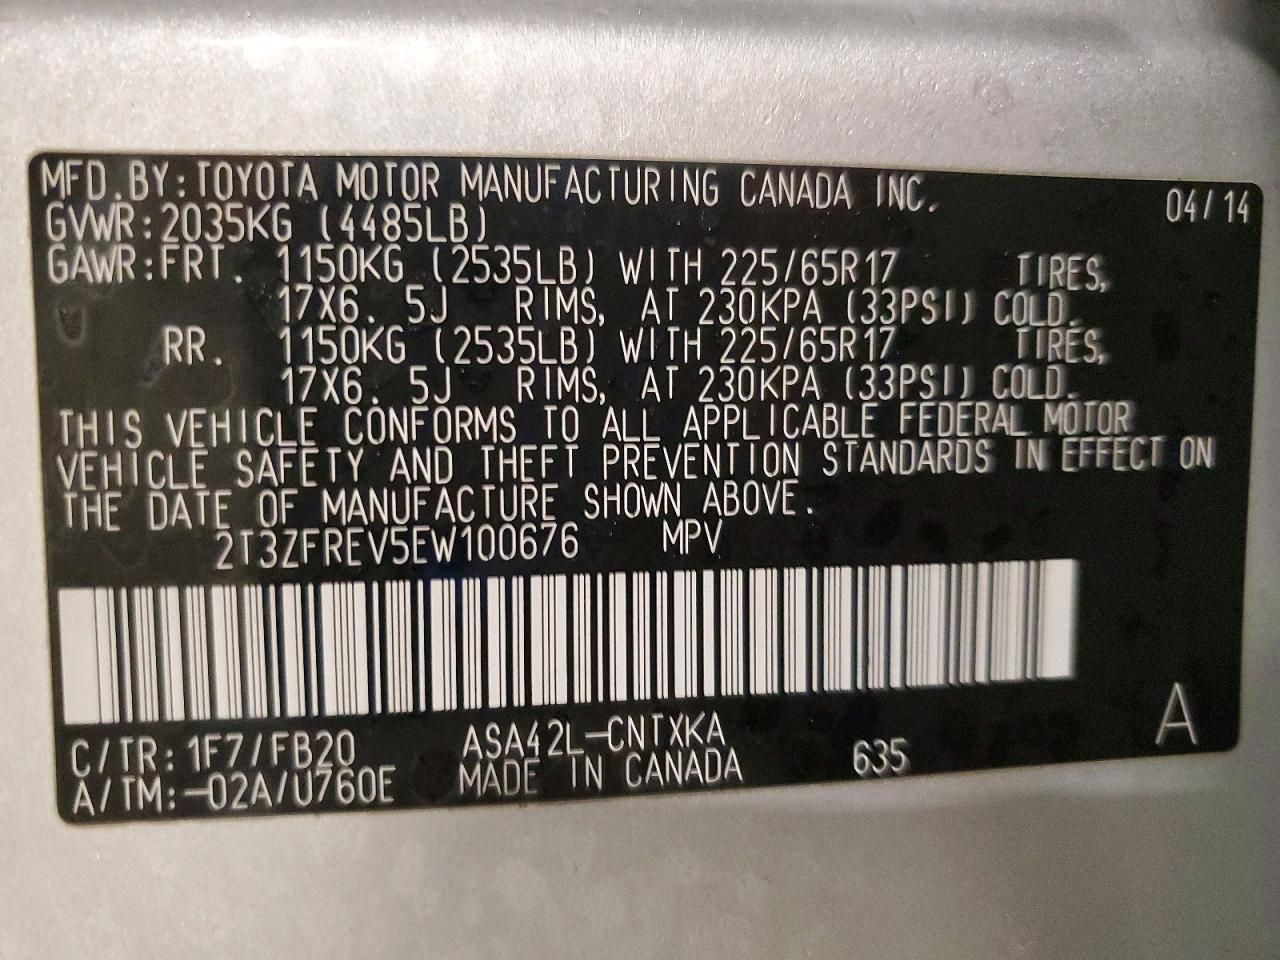 MFD.BY:TOYOTA MOTOR MANUFACTURING CANADA INC. 04/14
GVWR:2035KG (4485LB)
GAWR:FRT. 1150KG (2535LB) WITH 225/65R17 TIRES,
17X6. 5J RIMS, AT 230KPA (33PSI) COLD.
RR. 1150KG (2535LB) WITH 225/65R17 TIRES,
17X6. 5J RIMS, AT 230KPA (33PSI) COLD.
THIS VEHICLE CONFORMS TO ALL APPLICABLE FEDERAL MOTOR
VEHICLE SAFETY AND THEFT PREVENTION STANDARDS IN EFFECT ON
THE DATE OF MANUFACTURE SHOWN ABOVE.
2T3ZFREV5EW100676 MPV
C/TR: 1F7/FB20 ASA42L-CNTXKA 635 A
A/TM:-02A/U760E MADE IN CANADA